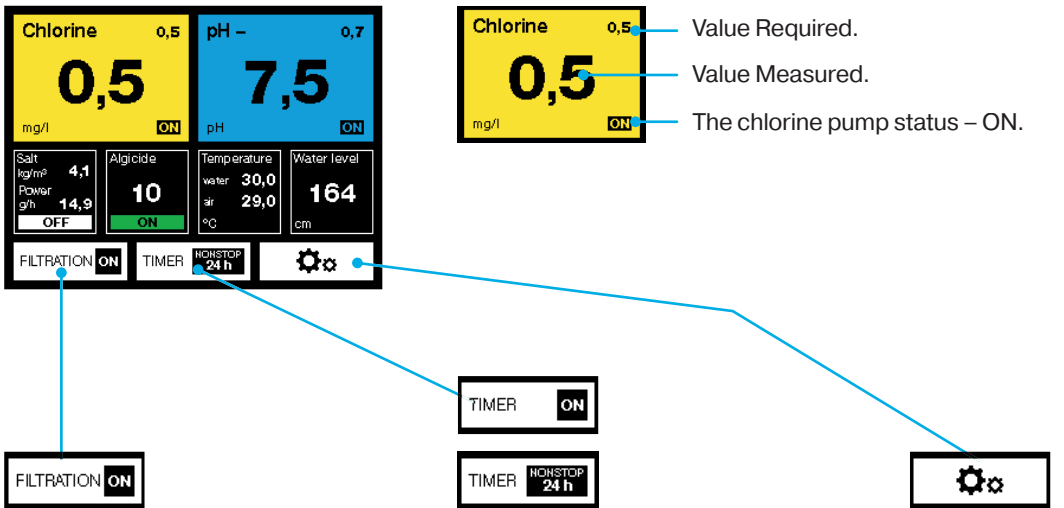 Chlorine 0,5
0,5
mg/l ON
pH – 0,7
7,5
pH ON
Salt
kg/m³ 4,1
Power
g/h 14,9
OFF
Algicide
10
ON
Temperature
water 30,0
air 29,0
°C
Water level
164
cm
FILTRATION ON
TIMER NONSTOP
24 h
Chlorine 0,5
0,5
mg/l ON
Value Required.
Value Measured.
The chlorine pump status – ON.
TIMER ON
FILTRATION ON
TIMER NONSTOP
24 h